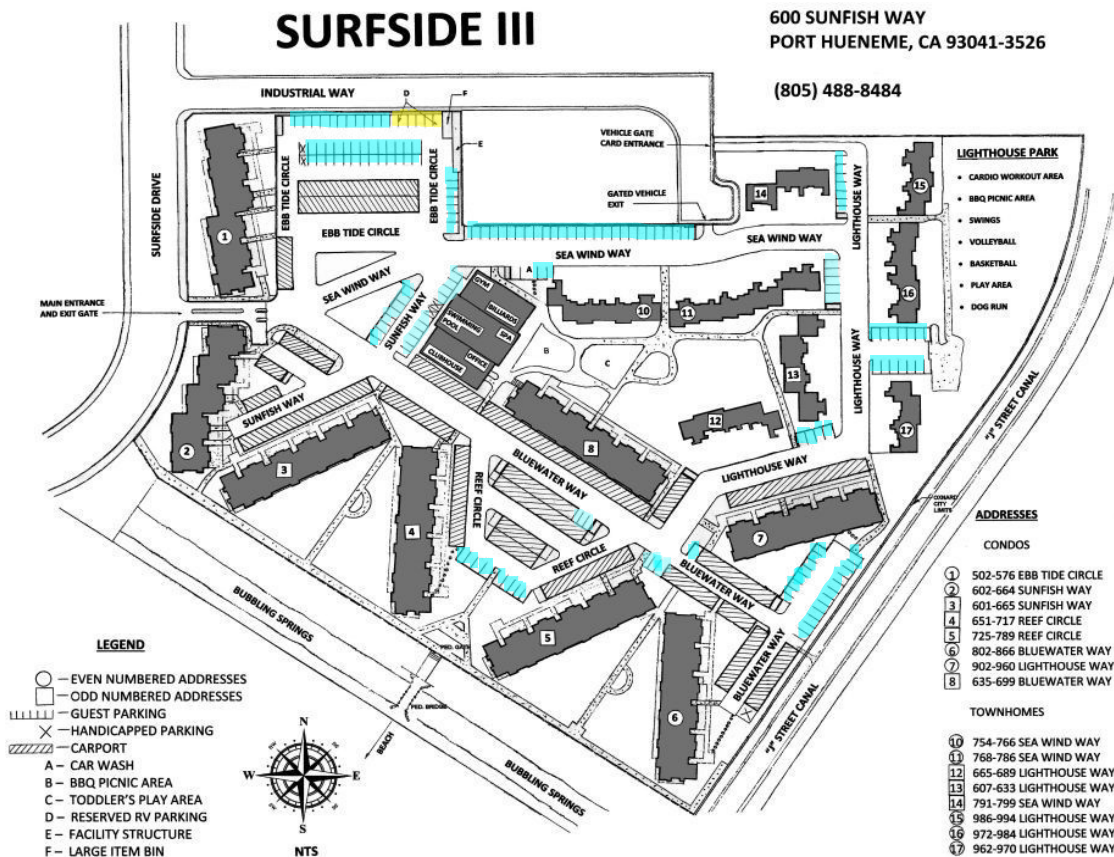 SURFSIDE III
600 SUNFISH WAY
PORT HUENEME, CA 93041-3526
(805) 488-8484
INDUSTRIAL WAY
D
F
E
SURFSIDE DRIVE
EBB TIDE CIRCLE
EBB TIDE CIRCLE
EBB TIDE CIRCLE
VEHICLE GATE
CARD ENTRANCE
GATED VEHICLE
EXIT
14
15
LIGHTHOUSE WAY
LIGHTHOUSE PARK
• CARDIO WORKOUT AREA
• BBQ PICNIC AREA
• SWINGS
• VOLLEYBALL
• BASKETBALL
• PLAY AREA
• DOG RUN
1
SEA WIND WAY
SEA WIND WAY
SEA WIND WAY
A
MAIN ENTRANCE
AND EXIT GATE
SUNFISH WAY
GYM
BILLIARDS
SWIMMING
POOL
SPA
OFFICE
CLUBHOUSE
10
11
16
B
C
13
LIGHTHOUSE WAY
12
17
"J" STREET CANAL
2
SUNFISH WAY
3
4
8
BLUEWATER WAY
LIGHTHOUSE WAY
REEF CIRCLE
REEF CIRCLE
7
OXNARD
CITY
LIMITS
BLUEWATER WAY
5
6
BLUEWATER WAY
"J" STREET CANAL
BUBBLING SPRINGS
BUBBLING SPRINGS
PED. GATE
PED. BRIDGE
BEACH
ADDRESSES
CONDOS
1 502-576 EBB TIDE CIRCLE
2 602-664 SUNFISH WAY
3 601-665 SUNFISH WAY
4 651-717 REEF CIRCLE
5 725-789 REEF CIRCLE
6 802-866 BLUEWATER WAY
7 902-960 LIGHTHOUSE WAY
8 635-699 BLUEWATER WAY
TOWNHOMES
10 754-766 SEA WIND WAY
11 768-786 SEA WIND WAY
12 665-689 LIGHTHOUSE WAY
13 607-633 LIGHTHOUSE WAY
14 791-799 SEA WIND WAY
15 986-994 LIGHTHOUSE WAY
16 972-984 LIGHTHOUSE WAY
17 962-970 LIGHTHOUSE WAY
LEGEND
– EVEN NUMBERED ADDRESSES
– ODD NUMBERED ADDRESSES
– GUEST PARKING
– HANDICAPPED PARKING
– CARPORT
A – CAR WASH
B – BBQ PICNIC AREA
C – TODDLER'S PLAY AREA
D – RESERVED RV PARKING
E – FACILITY STRUCTURE
F – LARGE ITEM BIN
N
W
E
S
NTS